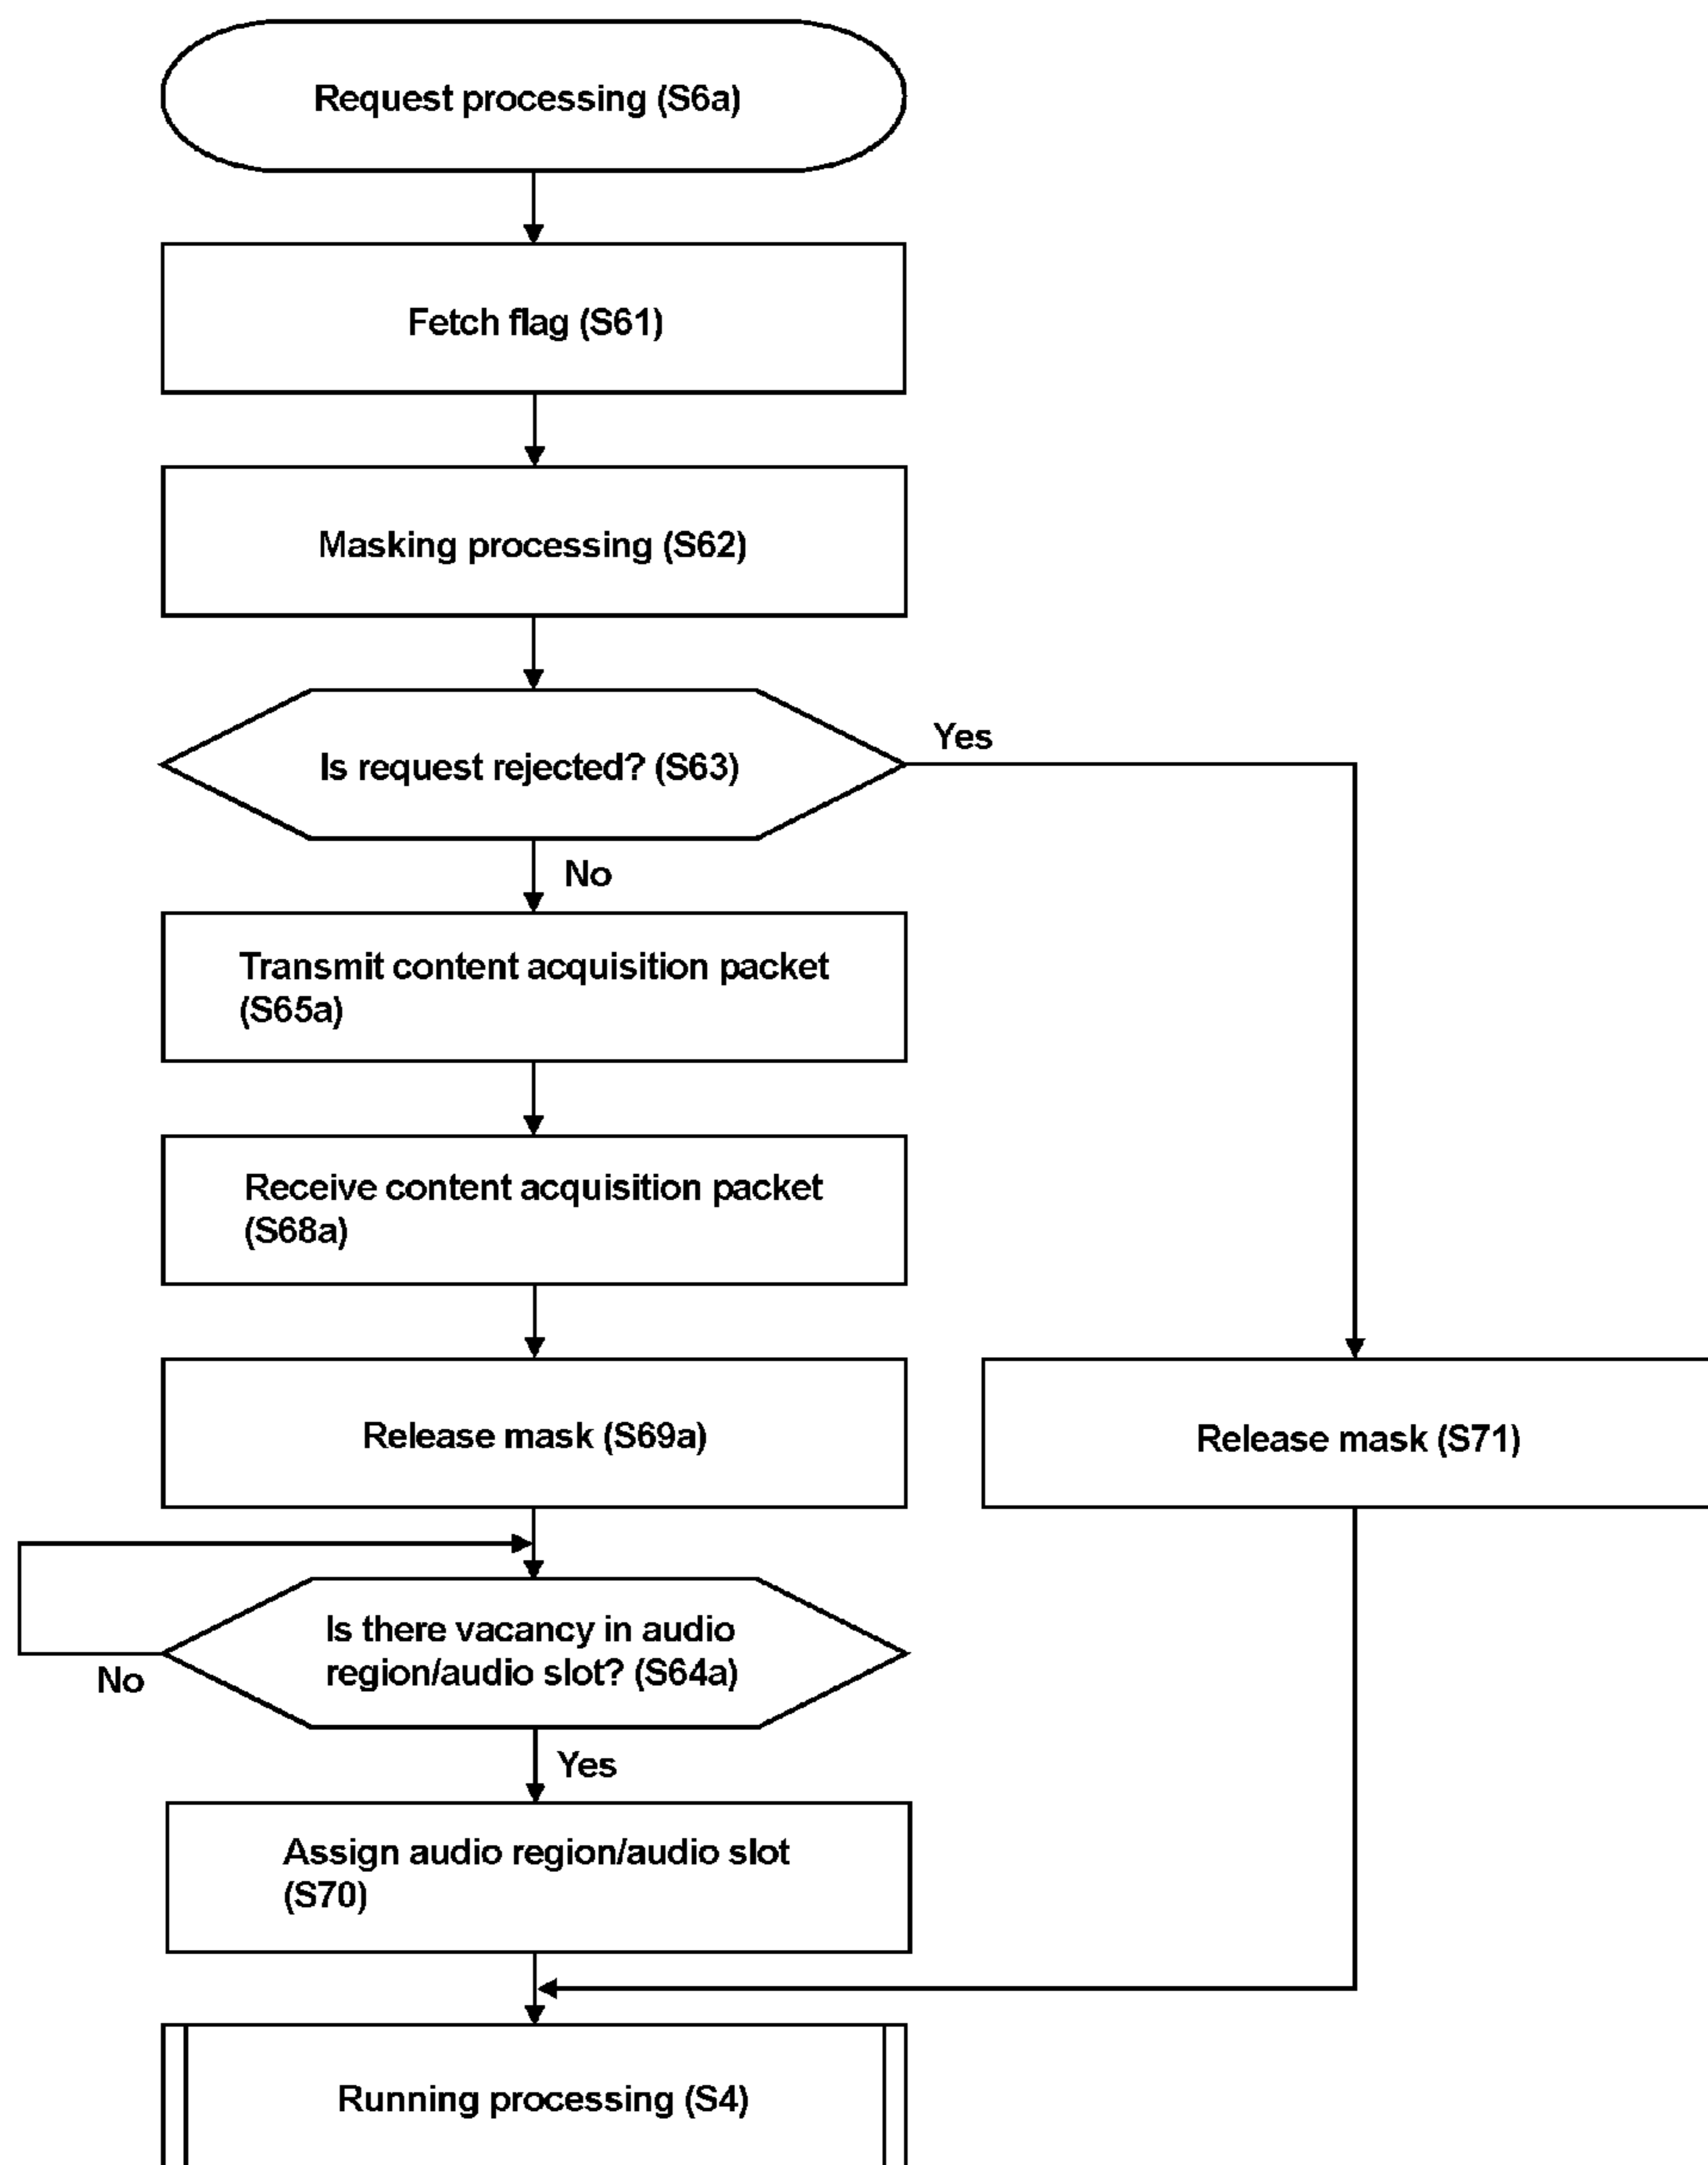 Request processing (S6a)
Fetch flag (S61)
Masking processing (S62)
Is request rejected? (S63)
Yes
No
Transmit content acquisition packet
(S65a)
Receive content acquisition packet
(S68a)
Release mask (S69a)
Release mask (S71)
Is there vacancy in audio
region/audio slot? (S64a)
No
Yes
Assign audio region/audio slot
(S70)
Running processing (S4)